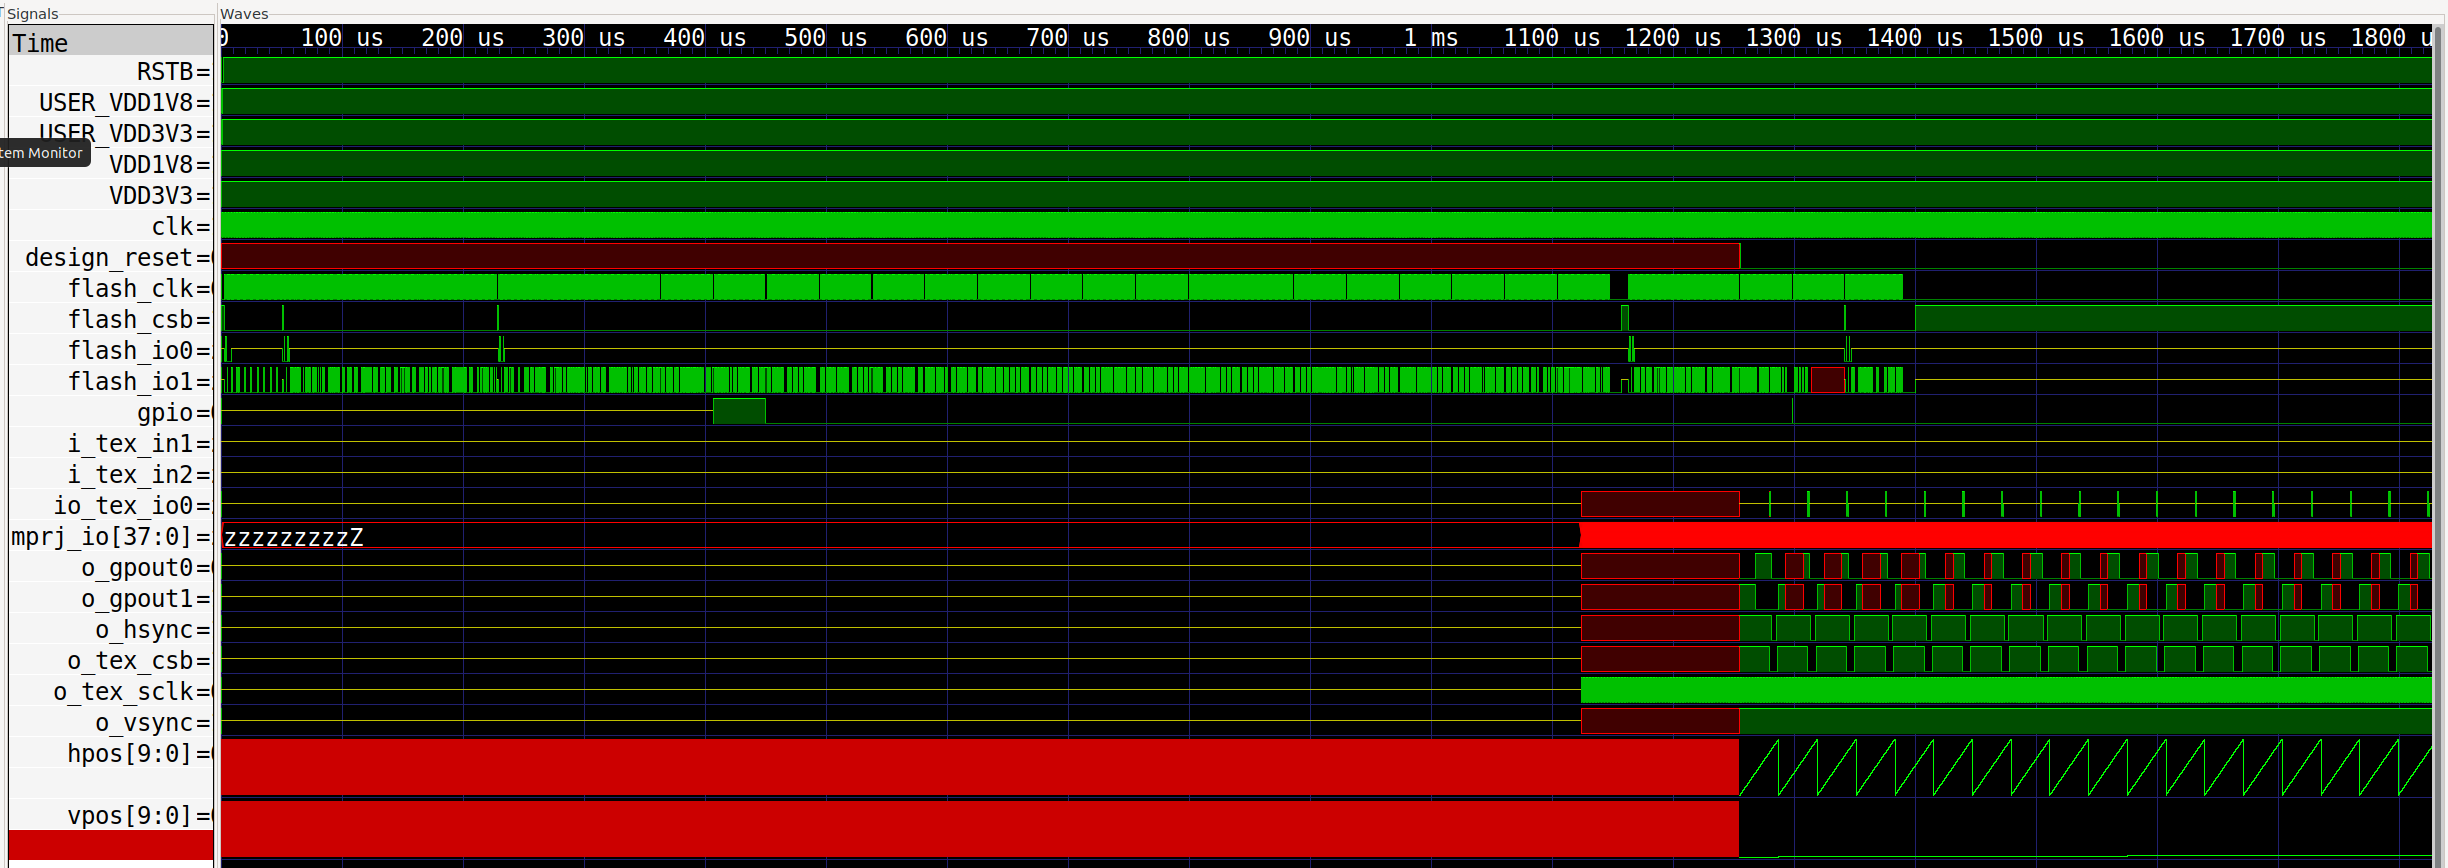 Signals
Waves
Time
0 100 us 200 us 300 us 400 us 500 us 600 us 700 us 800 us 900 us 1 ms 1100 us 1200 us 1300 us 1400 us 1500 us 1600 us 1700 us 1800 u
RSTB=
USER_VDD1V8=
USER_VDD3V3=
tem Monitor
VDD1V8=
VDD3V3=
clk=
design_reset=
flash_clk=
flash_csb=
flash_io0=
flash_io1=
gpio=
i_tex_in1=
i_tex_in2=
io_tex_io0=
mprj_io[37:0]= zzzzzzzzzZ
o_gpout0=
o_gpout1=
o_hsync=
o_tex_csb=
o_tex_sclk=
o_vsync=
hpos[9:0]=
vpos[9:0]=